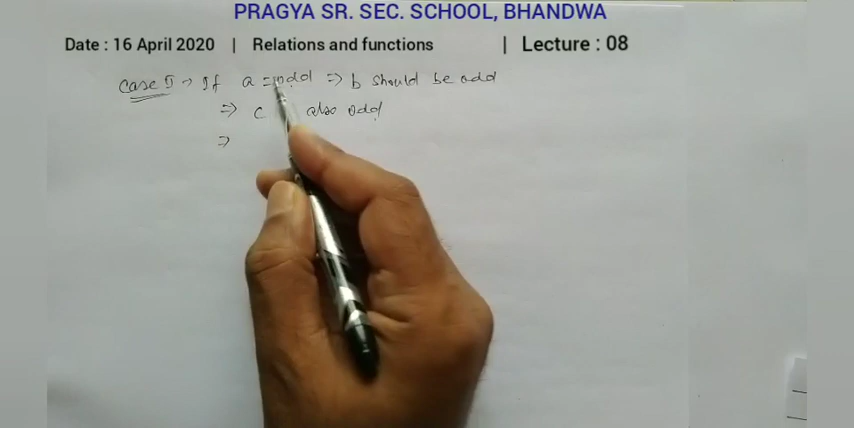 PRAGYA SR. SEC. SCHOOL, BHANDWA
Date : 16 April 2020 | Relations and functions | Lecture : 08
Case I → If a = odd ⇒ b should be odd
⇒ c also odd
⇒